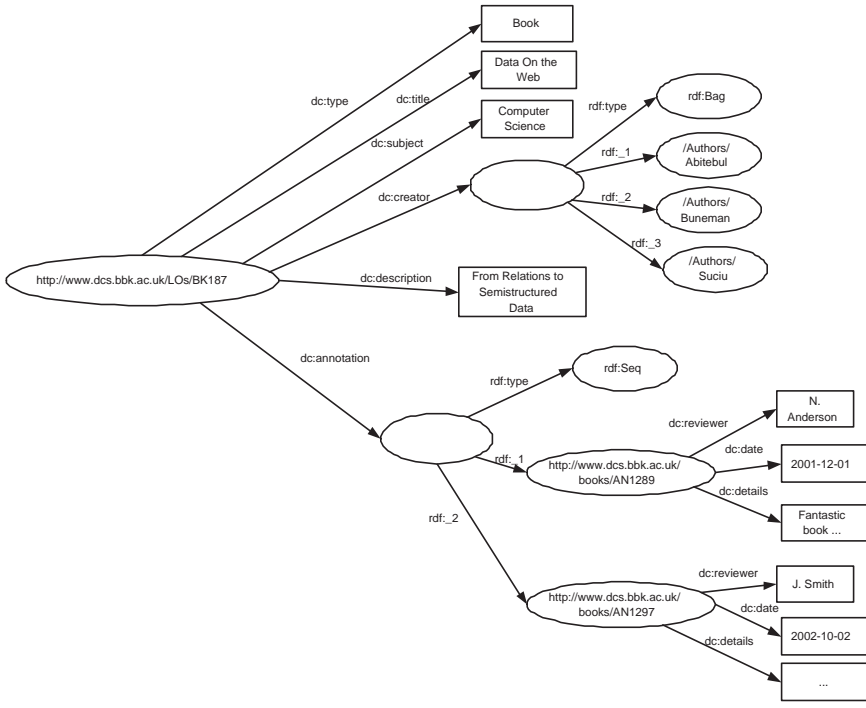 Book
dc:type
Data On the
Web
dc:title
Computer
Science
dc:subject
rdf:type
rdf:Bag
rdf:_1
/Authors/
Abitebul
dc:creator
rdf:_2
/Authors/
Buneman
rdf:_3
/Authors/
Suciu
http://www.dcs.bbk.ac.uk/LOs/BK187
dc:description
From Relations to
Semistructured
Data
dc:annotation
rdf:type
rdf:Seq
dc:reviewer
N.
Anderson
rdf:_1
http://www.dcs.bbk.ac.uk/
books/AN1289
dc:date
2001-12-01
dc:details
Fantastic
book ...
rdf:_2
http://www.dcs.bbk.ac.uk/
books/AN1297
dc:reviewer
J. Smith
dc:date
2002-10-02
dc:details
...